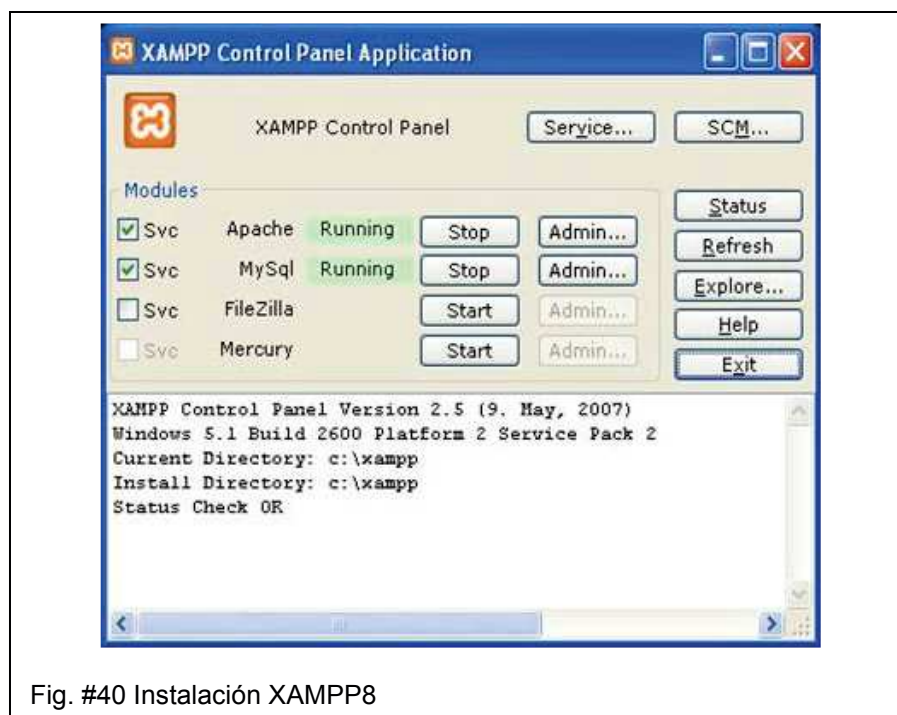 XAMPP Control Panel Application
XAMPP Control Panel Service... SCM...
Modules
Svc Apache Running Stop Admin...
Svc MySql Running Stop Admin...
Svc FileZilla Start Admin...
Svc Mercury Start Admin...
Status
Refresh
Explore...
Help
Exit
XAMPP Control Panel Version 2.5 (9. May, 2007)
Windows 5.1 Build 2600 Platform 2 Service Pack 2
Current Directory: c:\xampp
Install Directory: c:\xampp
Status Check OK
Fig. #40 Instalación XAMPP8